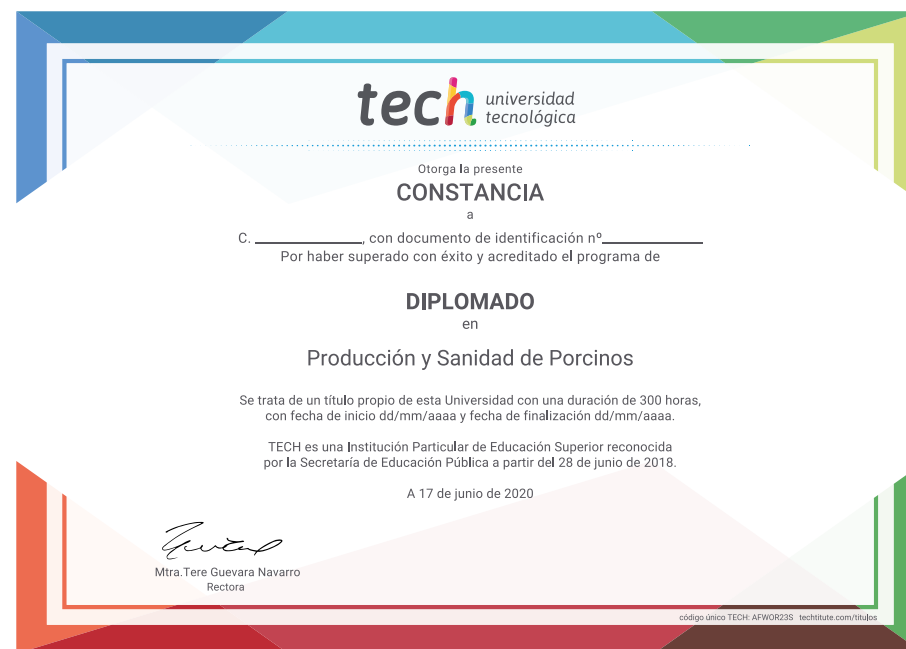 tech universidad
tecnológica
Otorga la presente
CONSTANCIA
a
C. ____________, con documento de identificación nº____________
Por haber superado con éxito y acreditado el programa de
DIPLOMADO
en
Producción y Sanidad de Porcinos
Se trata de un título propio de esta Universidad con una duración de 300 horas,
con fecha de inicio dd/mm/aaaa y fecha de finalización dd/mm/aaaa.
TECH es una Institución Particular de Educación Superior reconocida
por la Secretaría de Educación Pública a partir del 28 de junio de 2018.
A 17 de junio de 2020
Mtra.Tere Guevara Navarro
Rectora
código único TECH: AFWOR23S techtitute.com/titulos